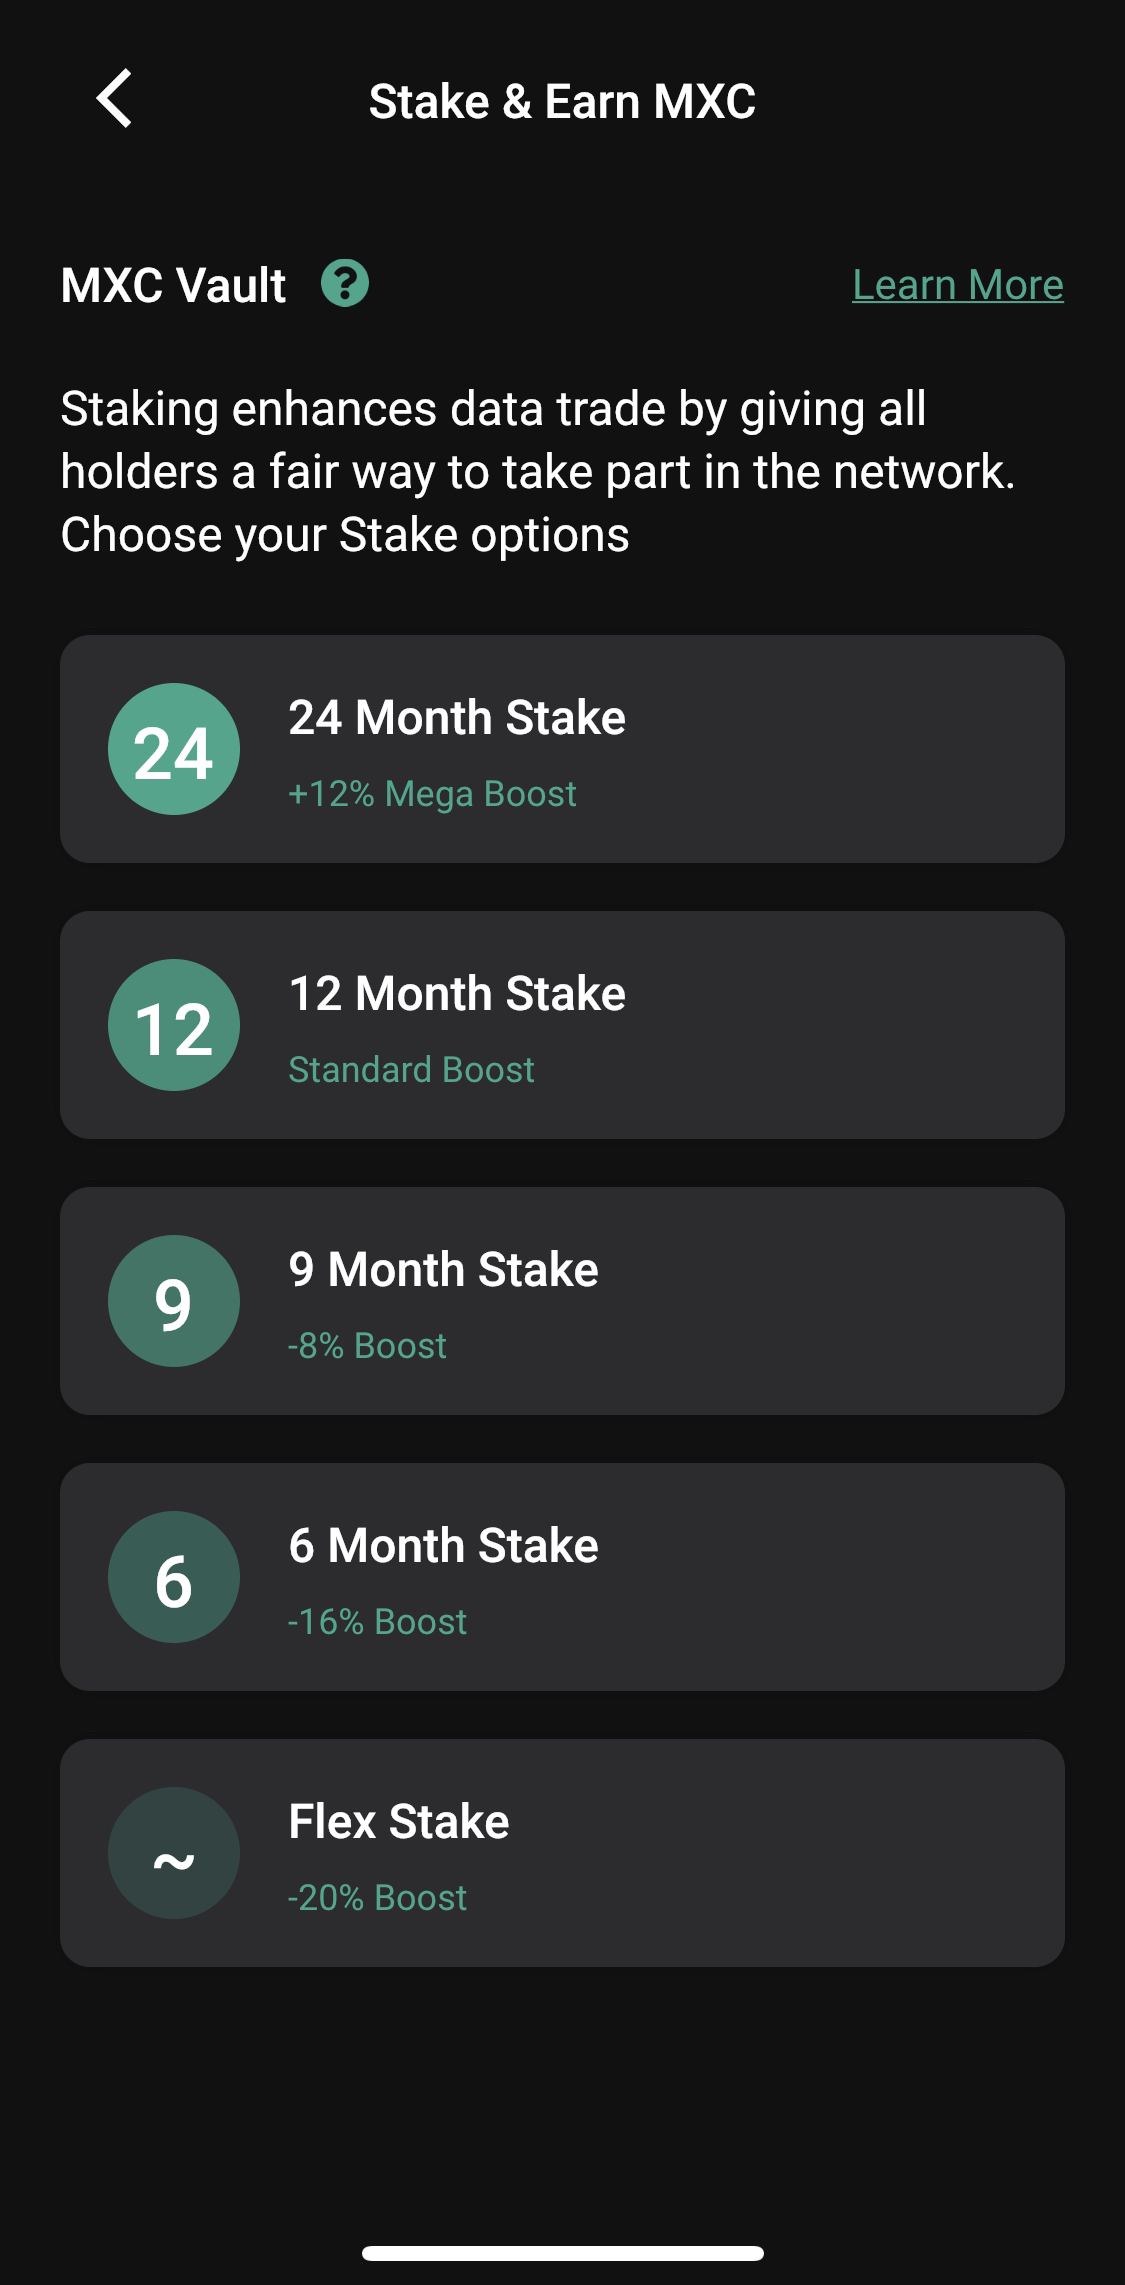 Stake & Earn MXC
MXC Vault ?
Learn More
Staking enhances data trade by giving all
holders a fair way to take part in the network.
Choose your Stake options
24
24 Month Stake
+12% Mega Boost
12
12 Month Stake
Standard Boost
9
9 Month Stake
-8% Boost
6
6 Month Stake
-16% Boost
~
Flex Stake
-20% Boost